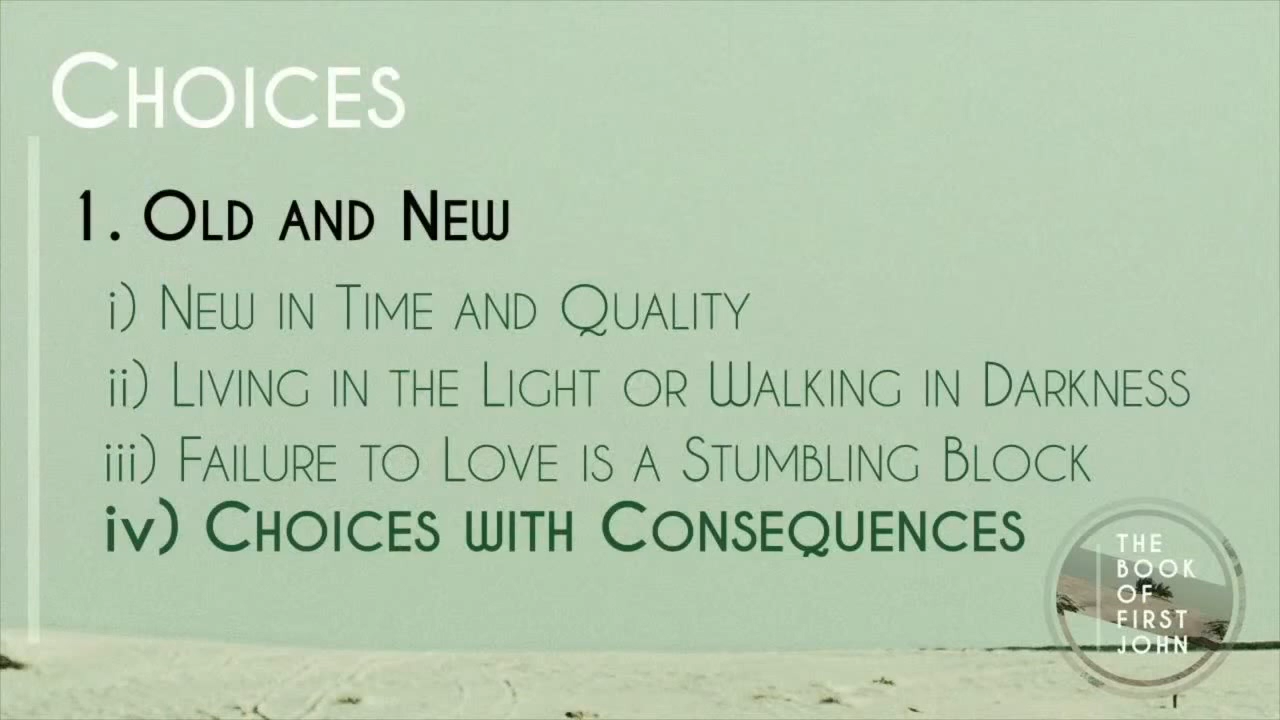 Choices
1. Old and New
i) New in Time and Quality
ii) Living in the Light or Walking in Darkness
iii) Failure to Love is a Stumbling Block
iv) Choices with Consequences
THE
BOOK
OF
FIRST
JOHN